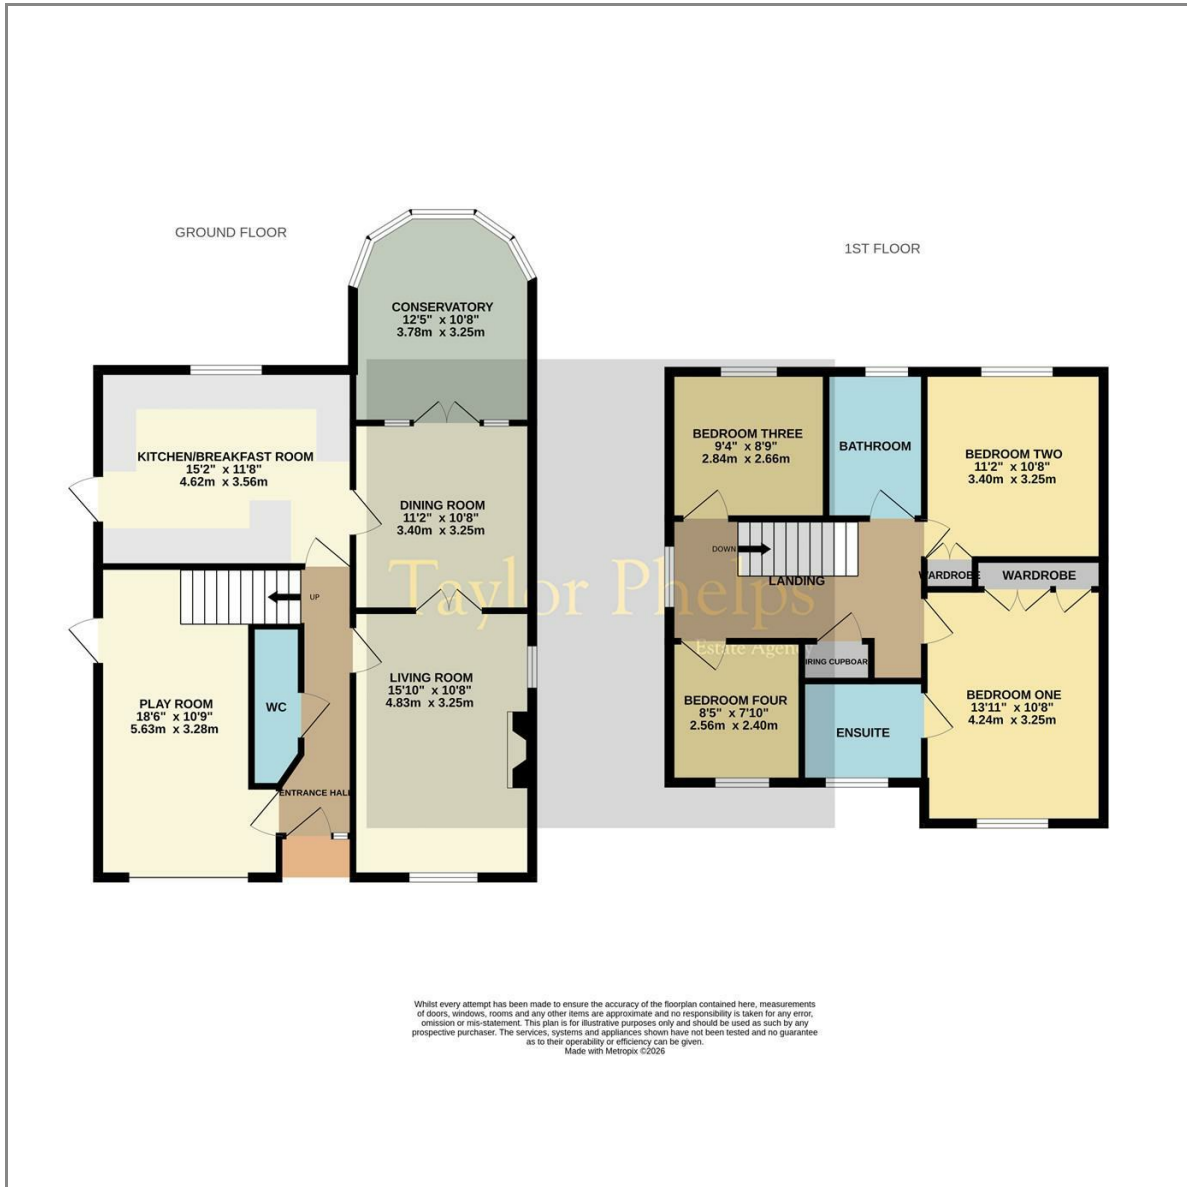 GROUND FLOOR
CONSERVATORY
12'5" x 10'8"
3.78m x 3.25m
KITCHEN/BREAKFAST ROOM
15'2" x 11'8"
4.62m x 3.56m
DINING ROOM
11'2" x 10'8"
3.40m x 3.25m
UP
PLAY ROOM
18'6" x 10'9"
5.63m x 3.28m
WC
LIVING ROOM
15'10" x 10'8"
4.83m x 3.25m
ENTRANCE HALL
1ST FLOOR
BEDROOM THREE
9'4" x 8'9"
2.84m x 2.66m
BATHROOM
BEDROOM TWO
11'2" x 10'8"
3.40m x 3.25m
DOWN
LANDING
WARDROBE
WARDROBE
IRING CUPBOAR
BEDROOM FOUR
8'5" x 7'10"
2.56m x 2.40m
ENSUITE
BEDROOM ONE
13'11" x 10'8"
4.24m x 3.25m
Taylor Phelps
Estate Agency
Whilst every attempt has been made to ensure the accuracy of the floorplan contained here, measurements
of doors, windows, rooms and any other items are approximate and no responsibility is taken for any error,
omission or mis-statement. This plan is for illustrative purposes only and should be used as such by any
prospective purchaser. The services, systems and appliances shown have not been tested and no guarantee
as to their operability or efficiency can be given.
Made with Metropix ©2026